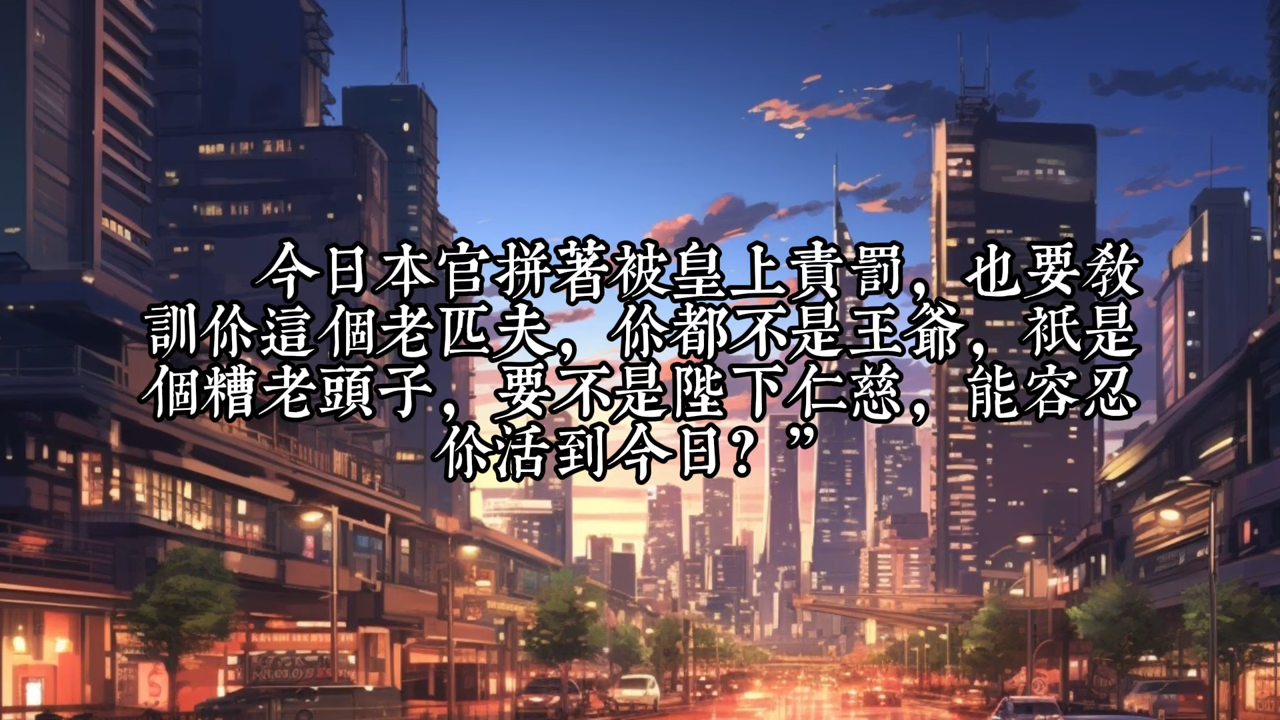 今日本官拼著被皇上責罰，也要敎
訓你這個老匹夫，你都不是王爺，祇是
個糟老頭子，要不是陛下仁慈，能容忍
你活到今日？”